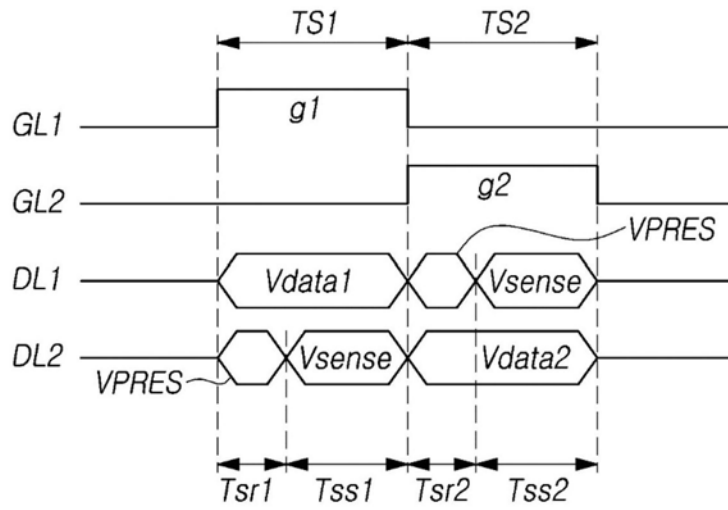 TS1 TS2
GL1 g1
GL2 g2
VPRES
DL1 Vdata1 Vsense
DL2 Vsense Vdata2
VPRES
Tsr1 Tss1 Tsr2 Tss2